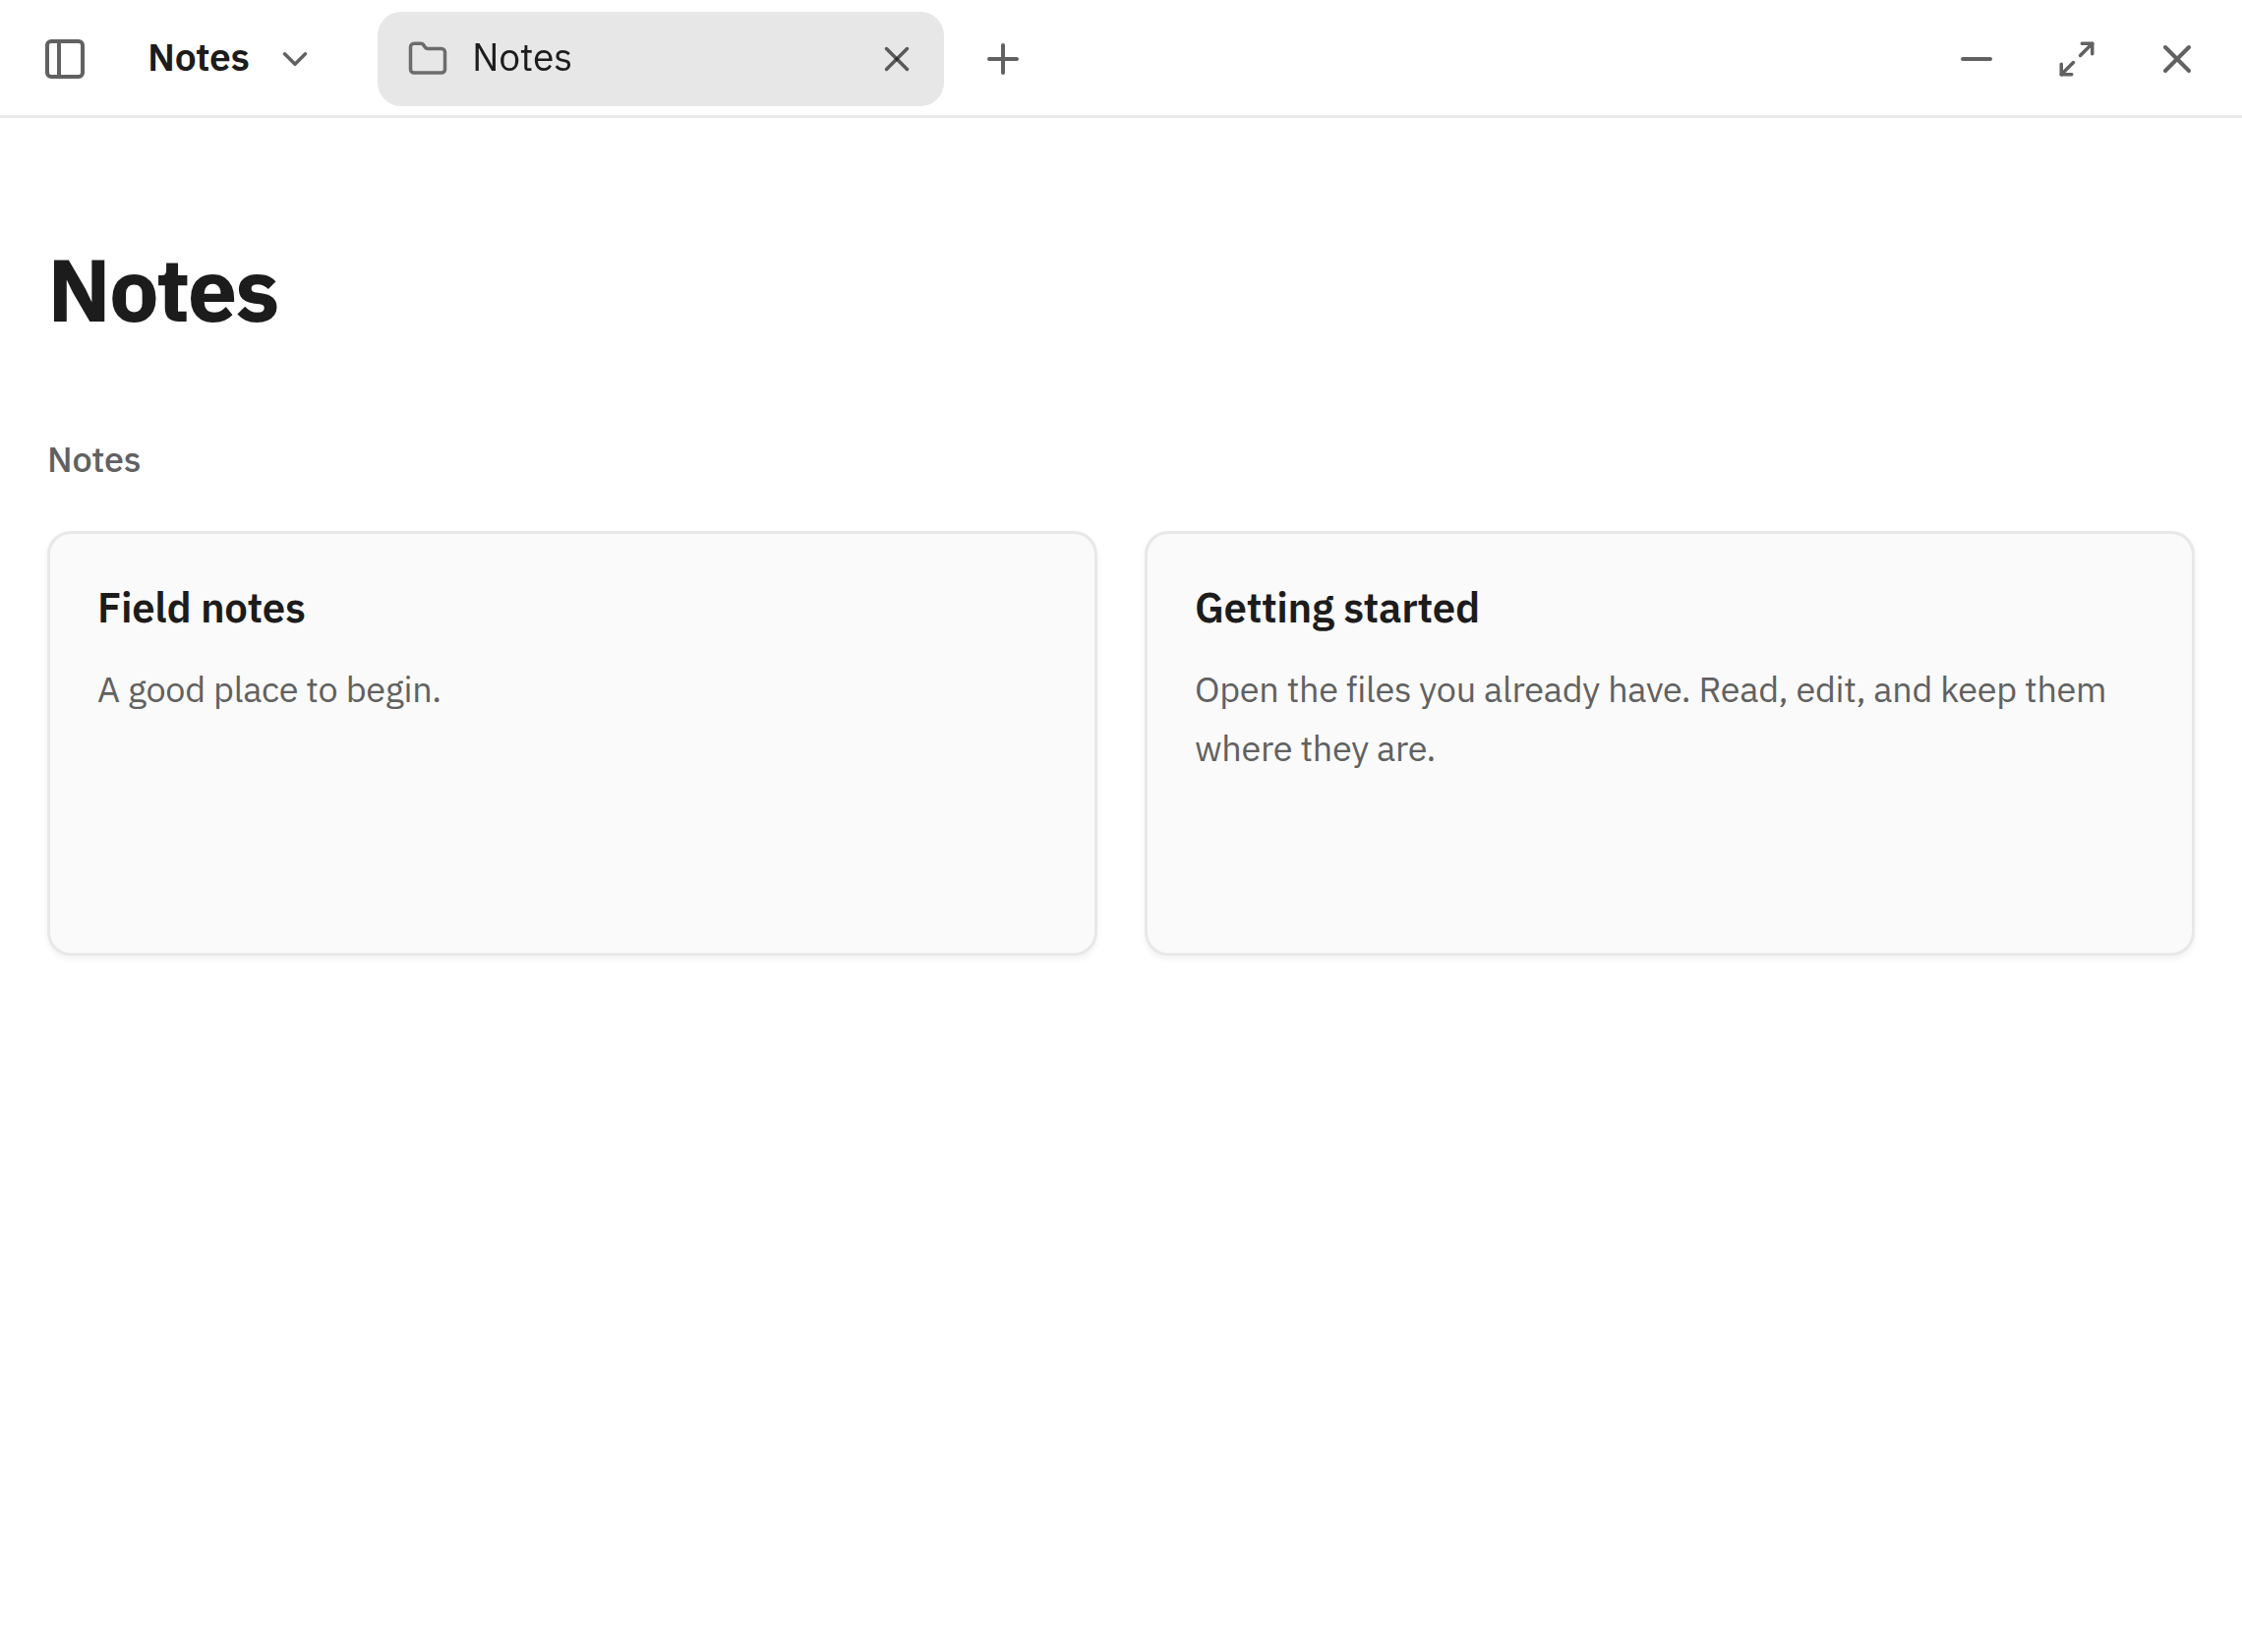 Notes
Notes
Notes
Notes
Field notes
A good place to begin.
Getting started
Open the files you already have. Read, edit, and keep them
where they are.